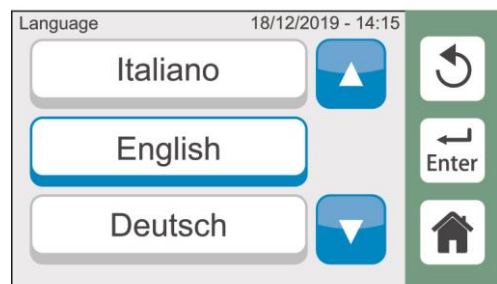 Language 18/12/2019 - 14:15
Italiano
English
Enter
Deutsch